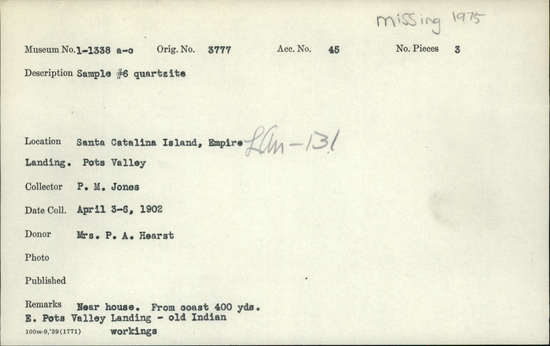 missing 1975
Museum No. 1-1338 a-c Orig. No. 3777 Acc. No. 45 No. Pieces 3
Description Sample #6 quartzite
Location Santa Catalina Island, Empire LAn-131
Landing. Pots Valley
Collector P. M. Jones
Date Coll. April 3-6, 1902
Donor Mrs. P. A. Hearst
Photo
Published
Remarks Near house. From coast 400 yds.
E. Pots Valley Landing - old Indian
100m-9,'39(1771) workings